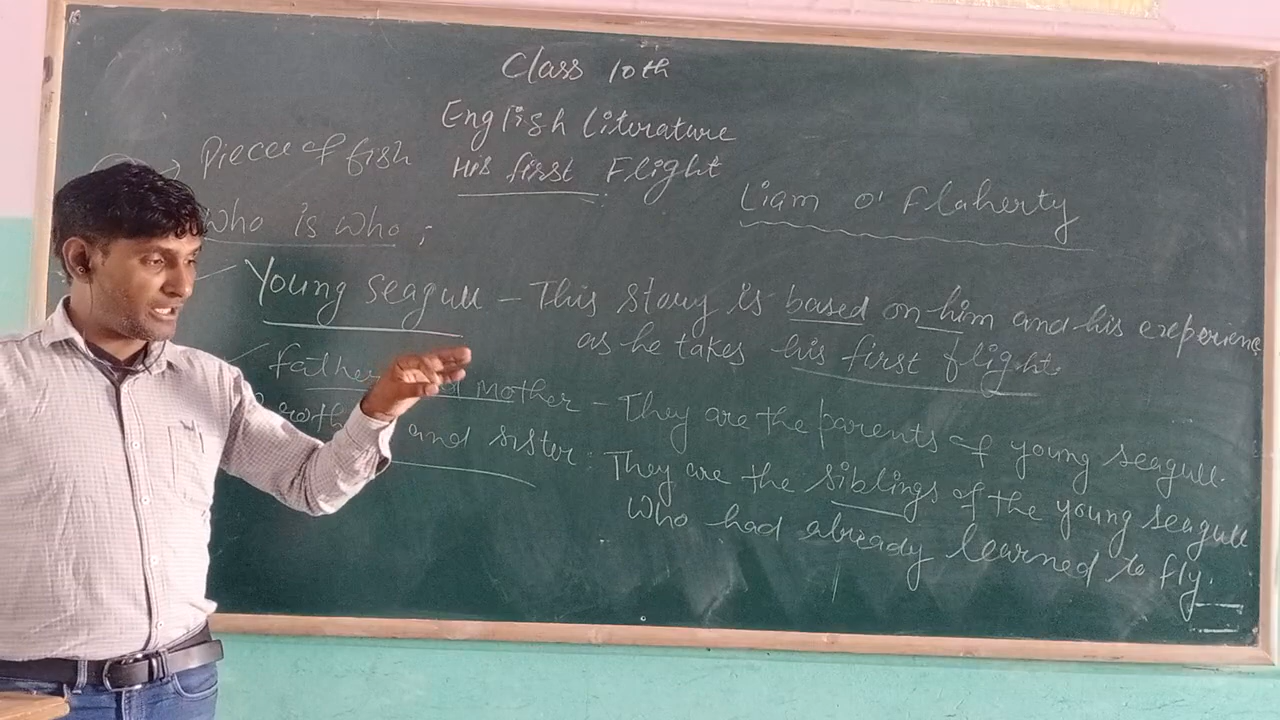 Class 10th
English Literature
Piece of fish
His first Flight
Liam o' Flaherty
Who is Who;
Young seagull - This story is based on him and his experience
as he takes his first flight.
father mother - They are the parents of young seagull.
and sister: They are the siblings of the young seagull
Who had already learned to fly.